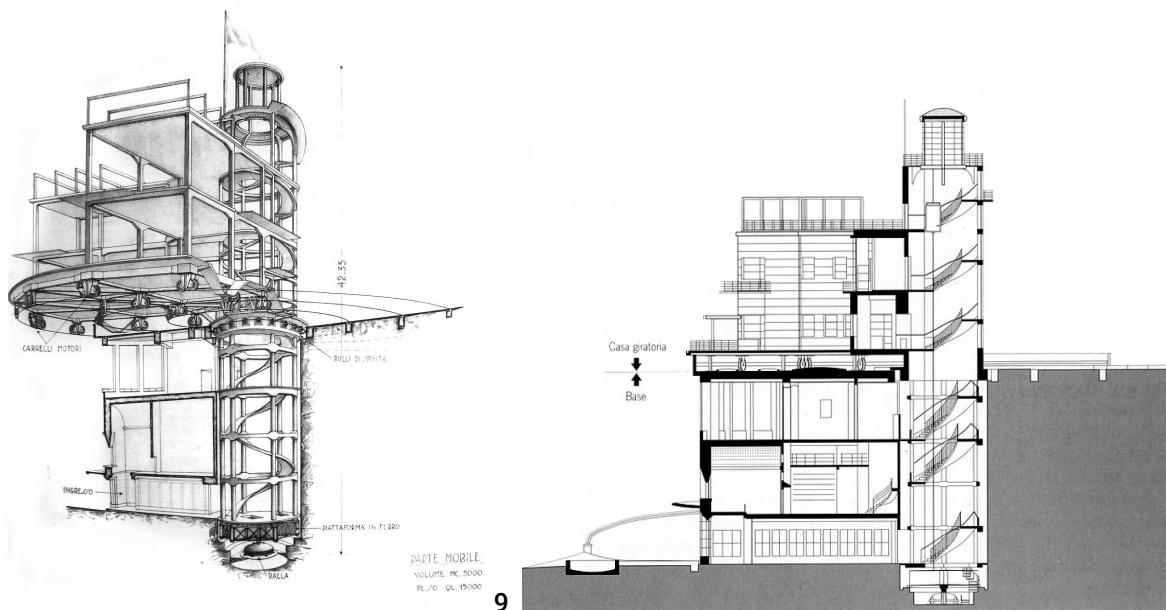 42.35
CARRELLI MOTORI
RULLI DI SPINTA
INGRESSO
PIATTAFORMA IN FERRO
RALLA
PARTE MOBILE
VOLUME MC. 5000
PESO QL. 15000
9
Casa giratoria
Base